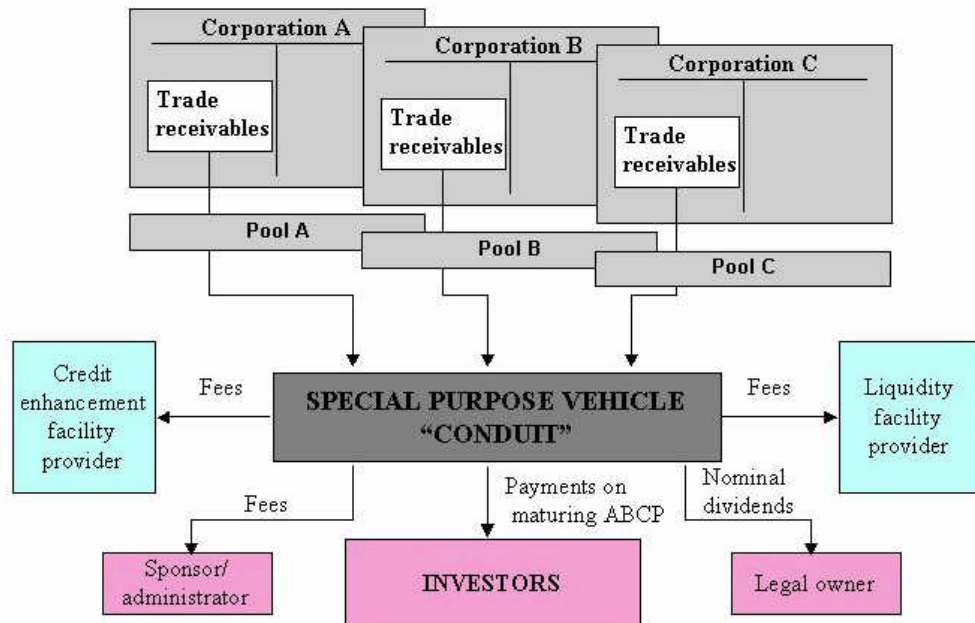 Corporation A
Corporation B
Corporation C
Trade
receivables
Trade
receivables
Trade
receivables
Pool A
Pool B
Pool C
Credit
enhancement
facility
provider
Fees
SPECIAL PURPOSE VEHICLE
“CONDUIT”
Fees
Liquidity
facility
provider
Fees
Payments on
maturing ABCP
Nominal
dividends
Sponsor/
administrator
INVESTORS
Legal owner